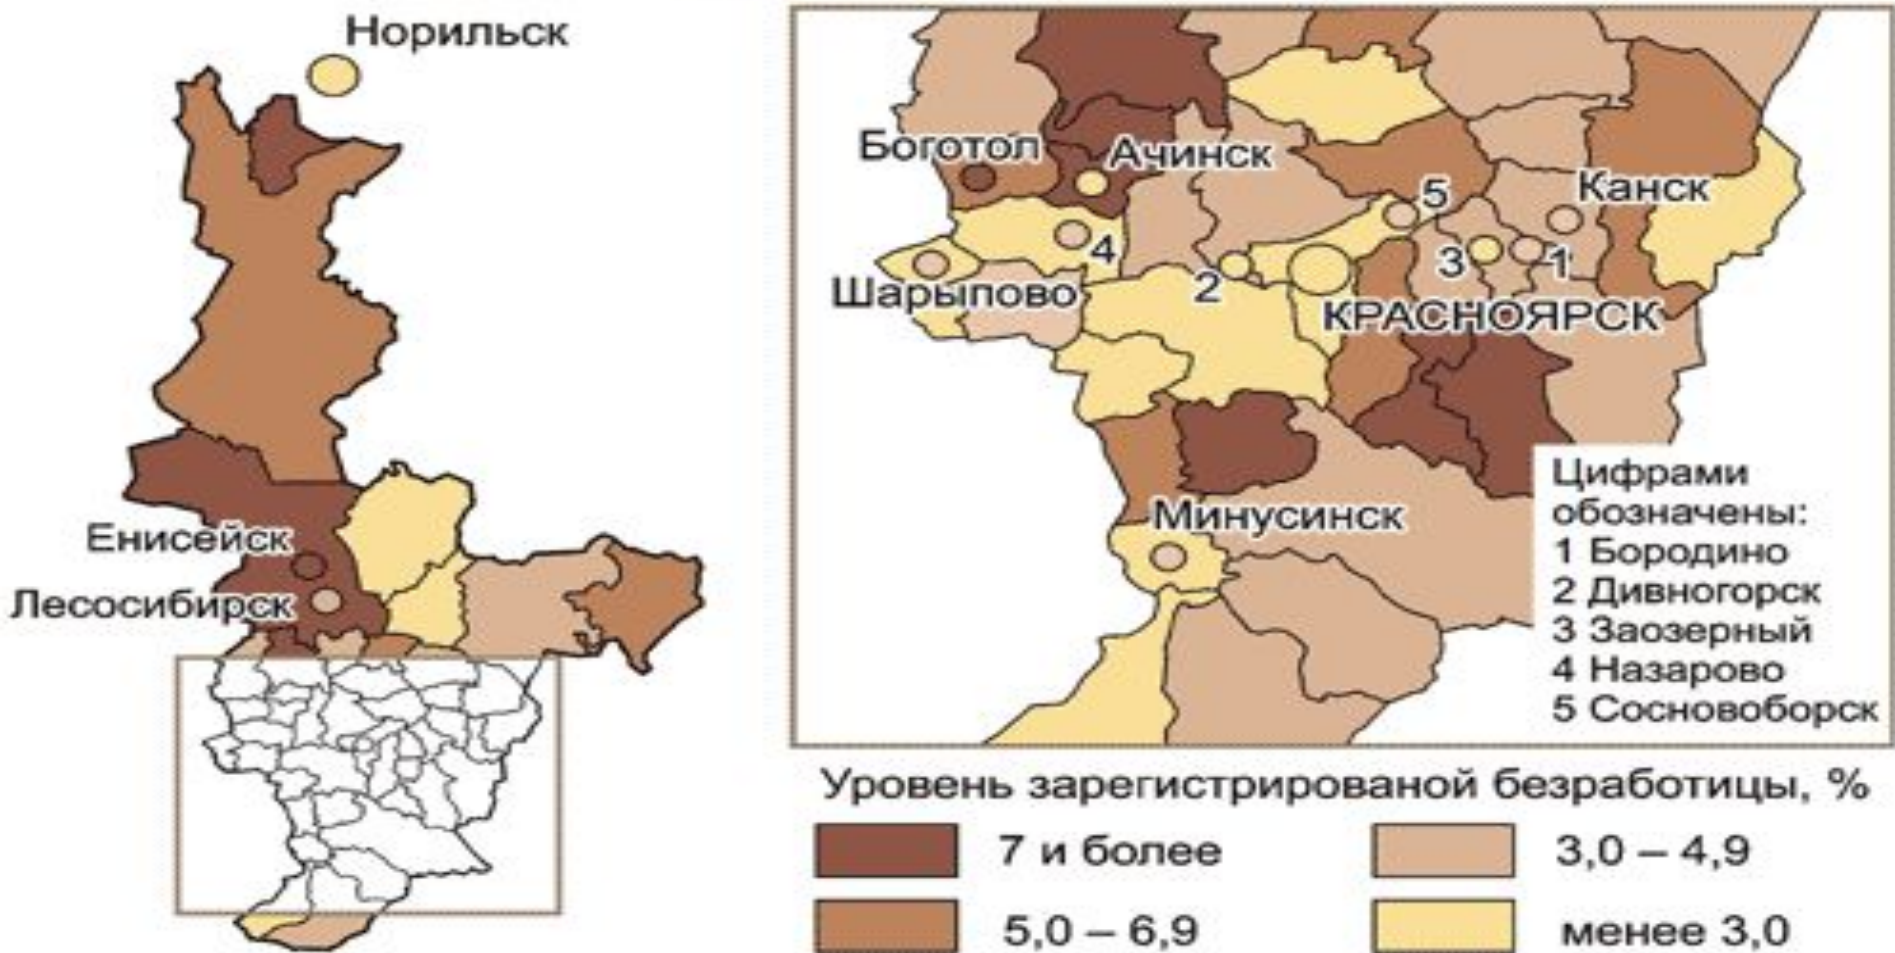 Норильск
Енисейск
Лесосибирск
Боготол
Ачинск
Канск
5
4
3
1
2
Шарыпово
КРАСНОЯРСК
Минусинск
Цифрами
обозначены:
1 Бородино
2 Дивногорск
3 Заозерный
4 Назарово
5 Сосновоборск
Уровень зарегистрированой безработицы, %
7 и более
3,0 – 4,9
5,0 – 6,9
менее 3,0